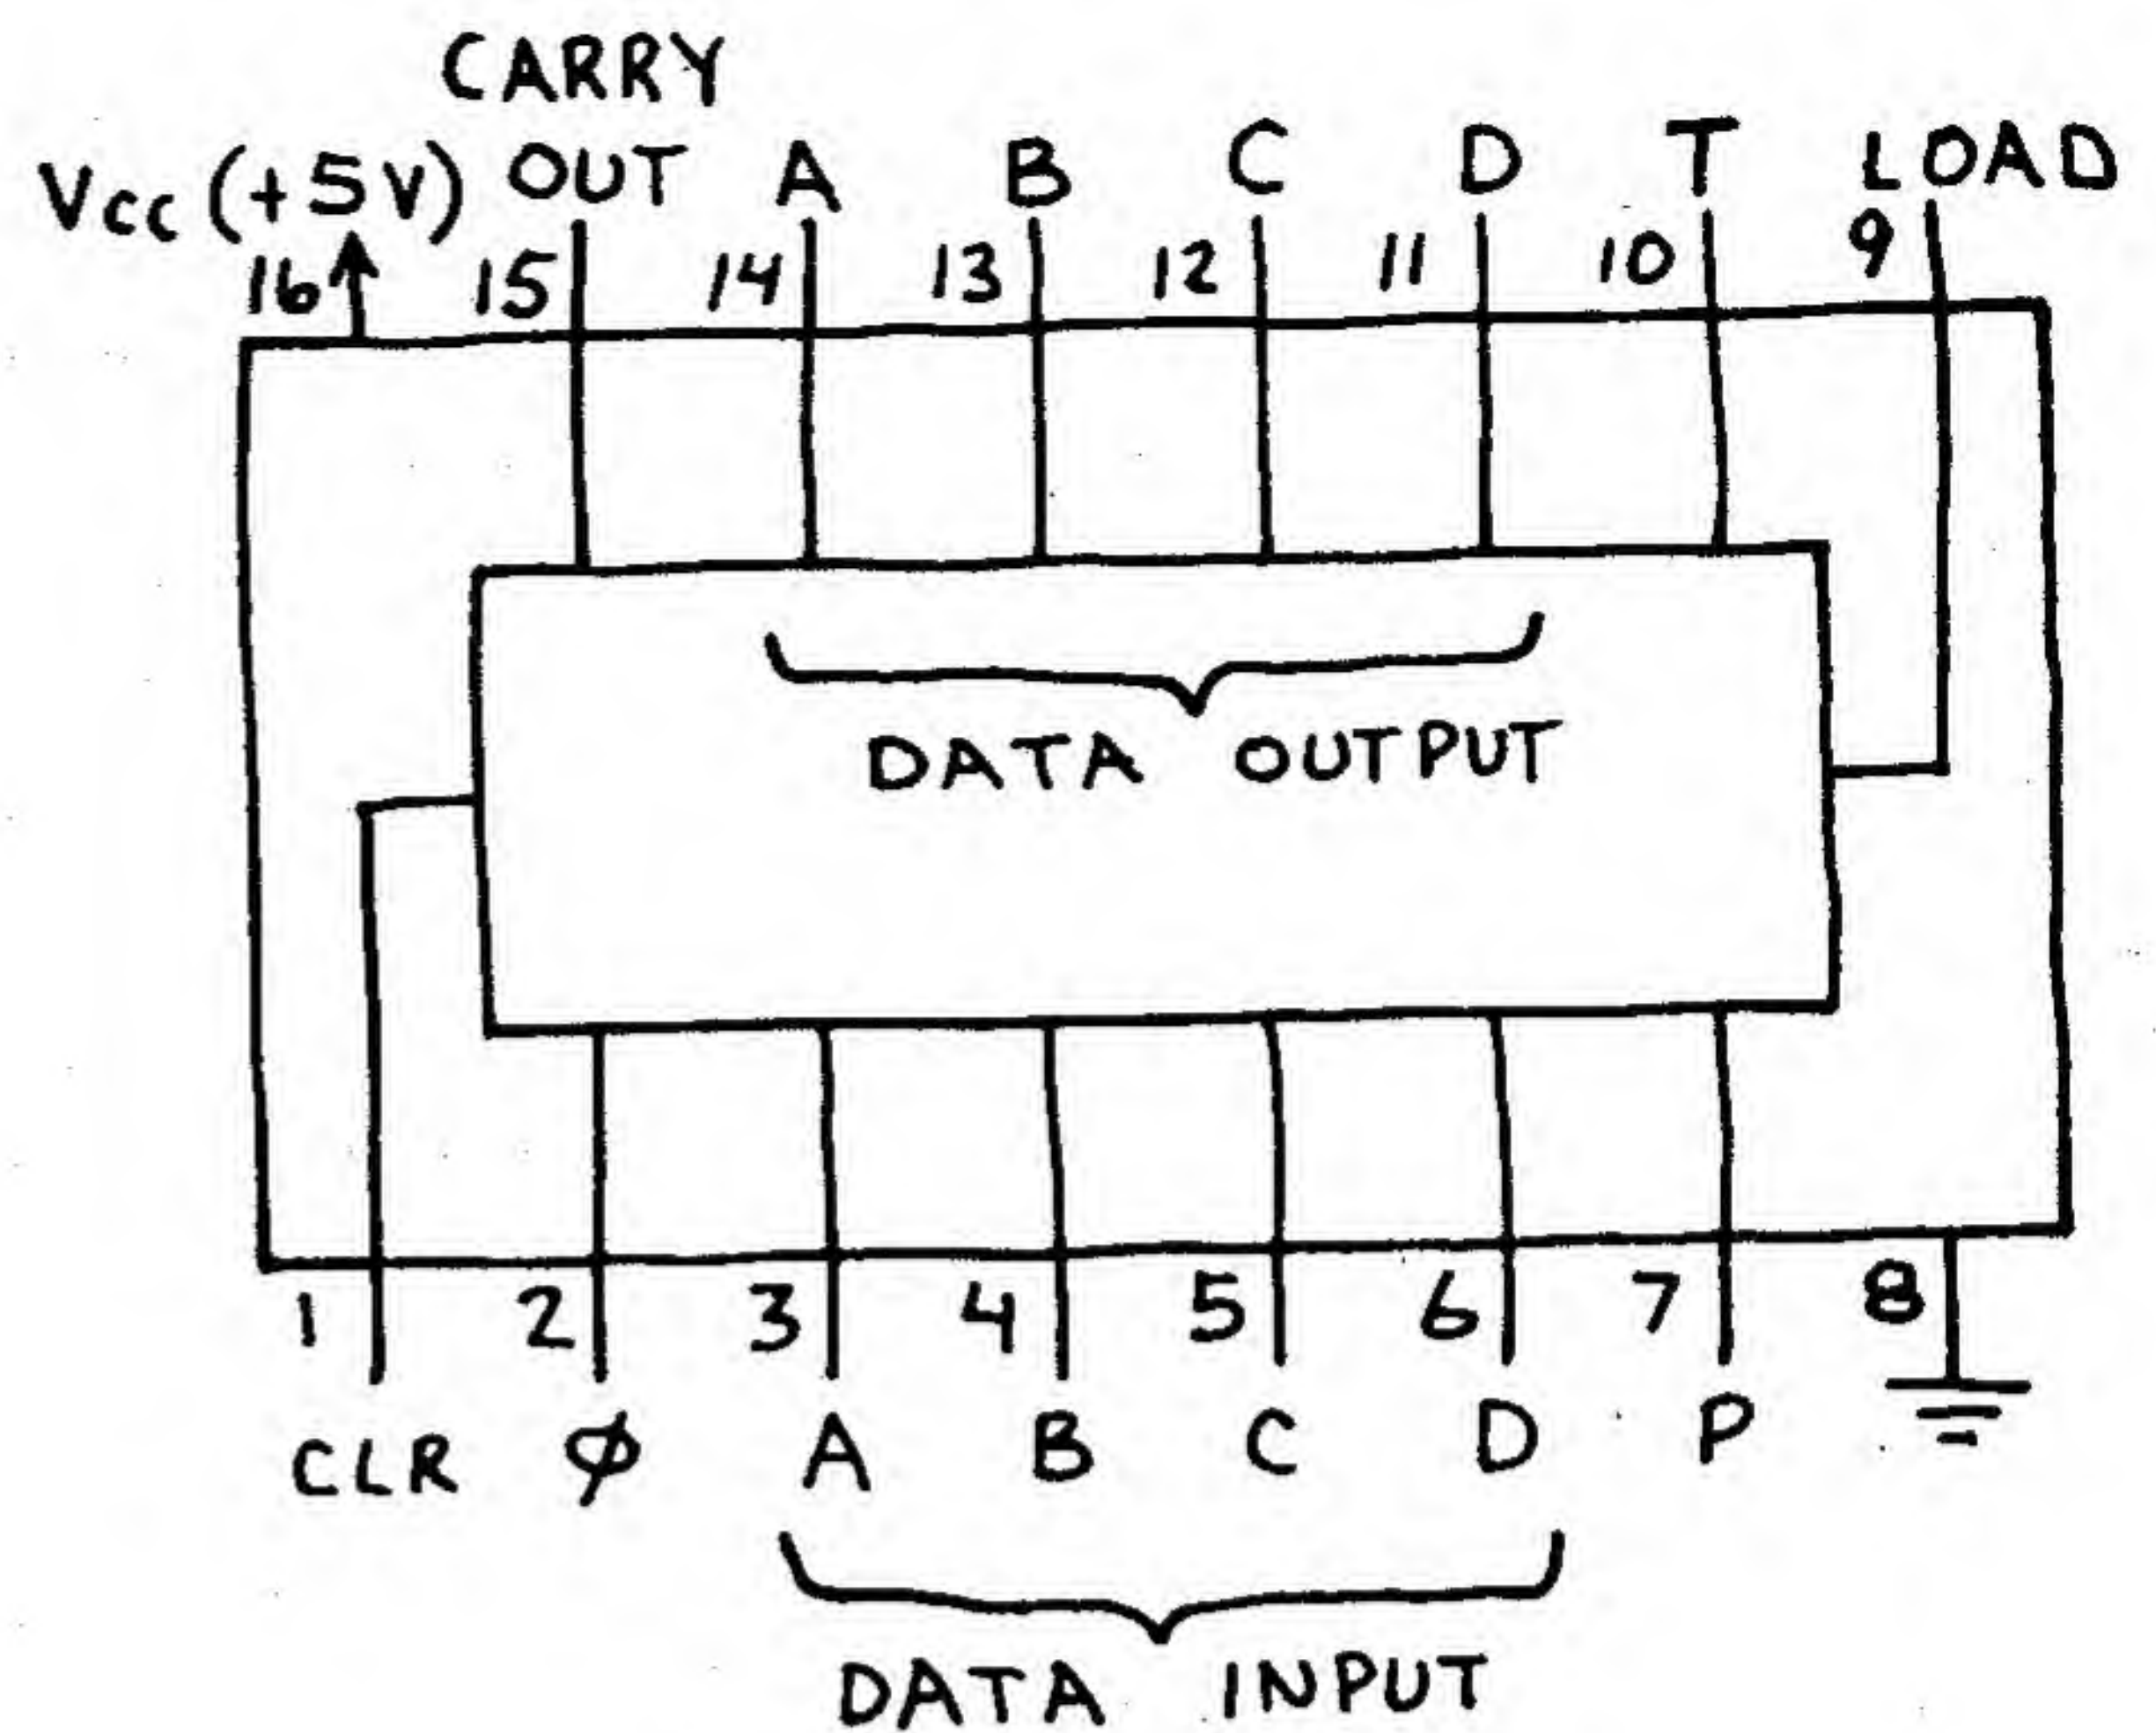 CARRY
Vcc (+5V) OUT A B C D T LOAD
16 15 14 13 12 11 10 9
DATA OUTPUT
1 2 3 4 5 6 7 8
CLR ϕ A B C D P
DATA INPUT